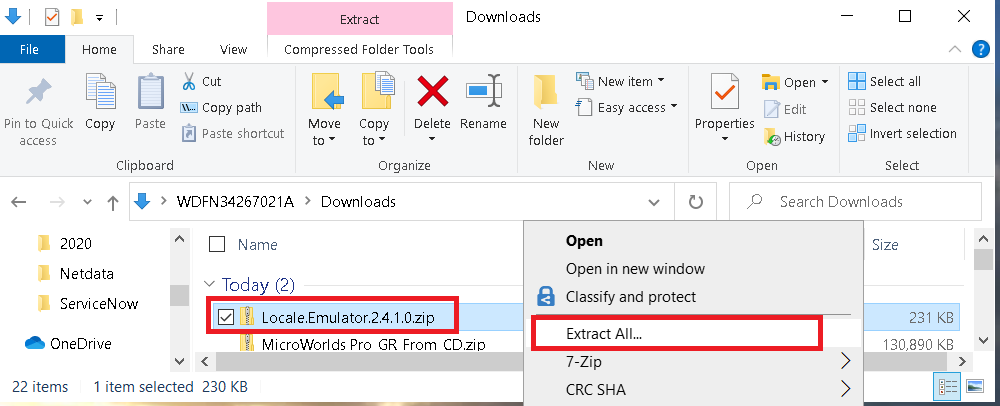 Extract
Downloads
File
Home
Share
View
Compressed Folder Tools
Pin to Quick
access
Copy
Paste
Cut
Copy path
Paste shortcut
Clipboard
Move
to
Copy
to
Delete
Rename
Organize
New
folder
New item
Easy access
New
Properties
Open
Edit
History
Open
Select all
Select none
Invert selection
Select
WDFN34267021A > Downloads
Search Downloads
2020
Netdata
ServiceNow
OneDrive
Name
Size
Today (2)
Locale.Emulator.2.4.1.0.zip
231 KB
MicroWorlds Pro GR From CD.zip
130,890 KB
Open
Open in new window
Classify and protect
Extract All...
7-Zip
CRC SHA
22 items
1 item selected 230 KB